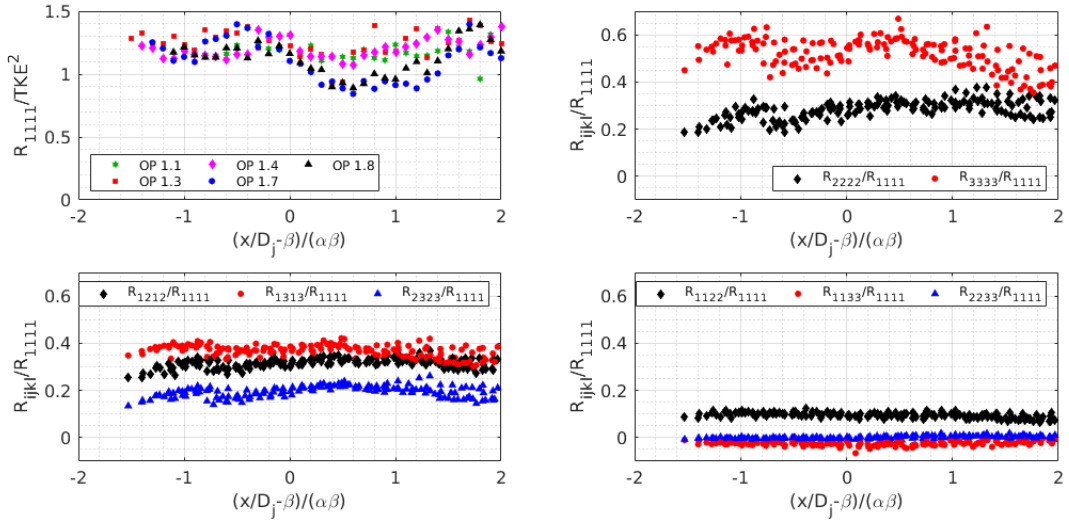 R1111/TKE2
1.5
1
0.5
0
OP 1.1
OP 1.4
OP 1.8
OP 1.3
OP 1.7
-2
-1
0
1
2
(x/Dj-β)/(αβ)
Rijkl/R1111
0.6
0.4
0.2
0
R2222/R1111
R3333/R1111
-2
-1
0
1
2
(x/Dj-β)/(αβ)
Rijkl/R1111
0.6
0.4
0.2
0
R1212/R1111
R1313/R1111
R2323/R1111
-2
-1
0
1
2
(x/Dj-β)/(αβ)
Rijkl/R1111
0.6
0.4
0.2
0
R1122/R1111
R1133/R1111
R2233/R1111
-2
-1
0
1
2
(x/Dj-β)/(αβ)